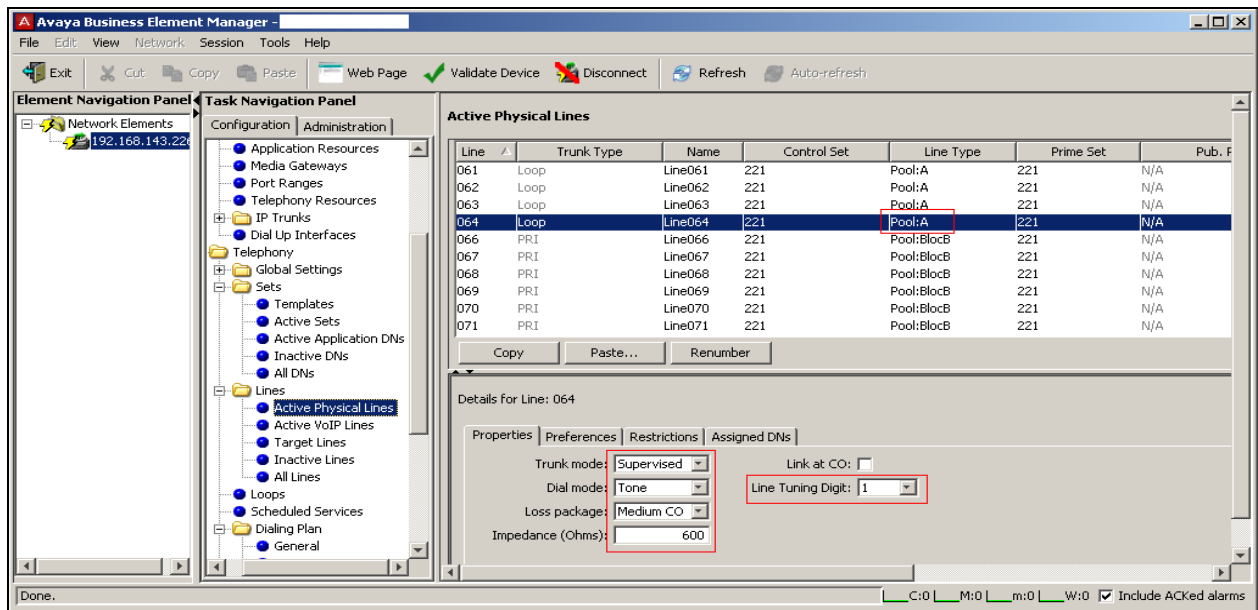 Avaya Business Element Manager -
File Edit View Network Session Tools Help
Exit Cut Copy Paste Web Page Validate Device Disconnect Refresh Auto-refresh
Element Navigation Panel
Network Elements
192.168.143.226
Task Navigation Panel
Configuration Administration
Application Resources
Media Gateways
Port Ranges
Telephony Resources
IP Trunks
Dial Up Interfaces
Telephony
Global Settings
Sets
Templates
Active Sets
Active Application DNs
Inactive DNs
All DNs
Lines
Active Physical Lines
Active VoIP Lines
Target Lines
Inactive Lines
All Lines
Loops
Scheduled Services
Dialing Plan
General
Active Physical Lines
Line Trunk Type Name Control Set Line Type Prime Set Pub.
061 Loop Line061 221 Pool:A 221 N/A
062 Loop Line062 221 Pool:A 221 N/A
063 Loop Line063 221 Pool:A 221 N/A
064 Loop Line064 221 Pool:A 221 N/A
066 PRI Line066 221 Pool:BlocB 221 N/A
067 PRI Line067 221 Pool:BlocB 221 N/A
068 PRI Line068 221 Pool:BlocB 221 N/A
069 PRI Line069 221 Pool:BlocB 221 N/A
070 PRI Line070 221 Pool:BlocB 221 N/A
071 PRI Line071 221 Pool:BlocB 221 N/A
Copy Paste... Renumber
Details for Line: 064
Properties Preferences Restrictions Assigned DNs
Trunk mode: Supervised Link at CO:
Dial mode: Tone Line Tuning Digit: 1
Loss package: Medium CO
Impedance (Ohms): 600
Done. C:0 M:0 m:0 W:0 Include ACKed alarms